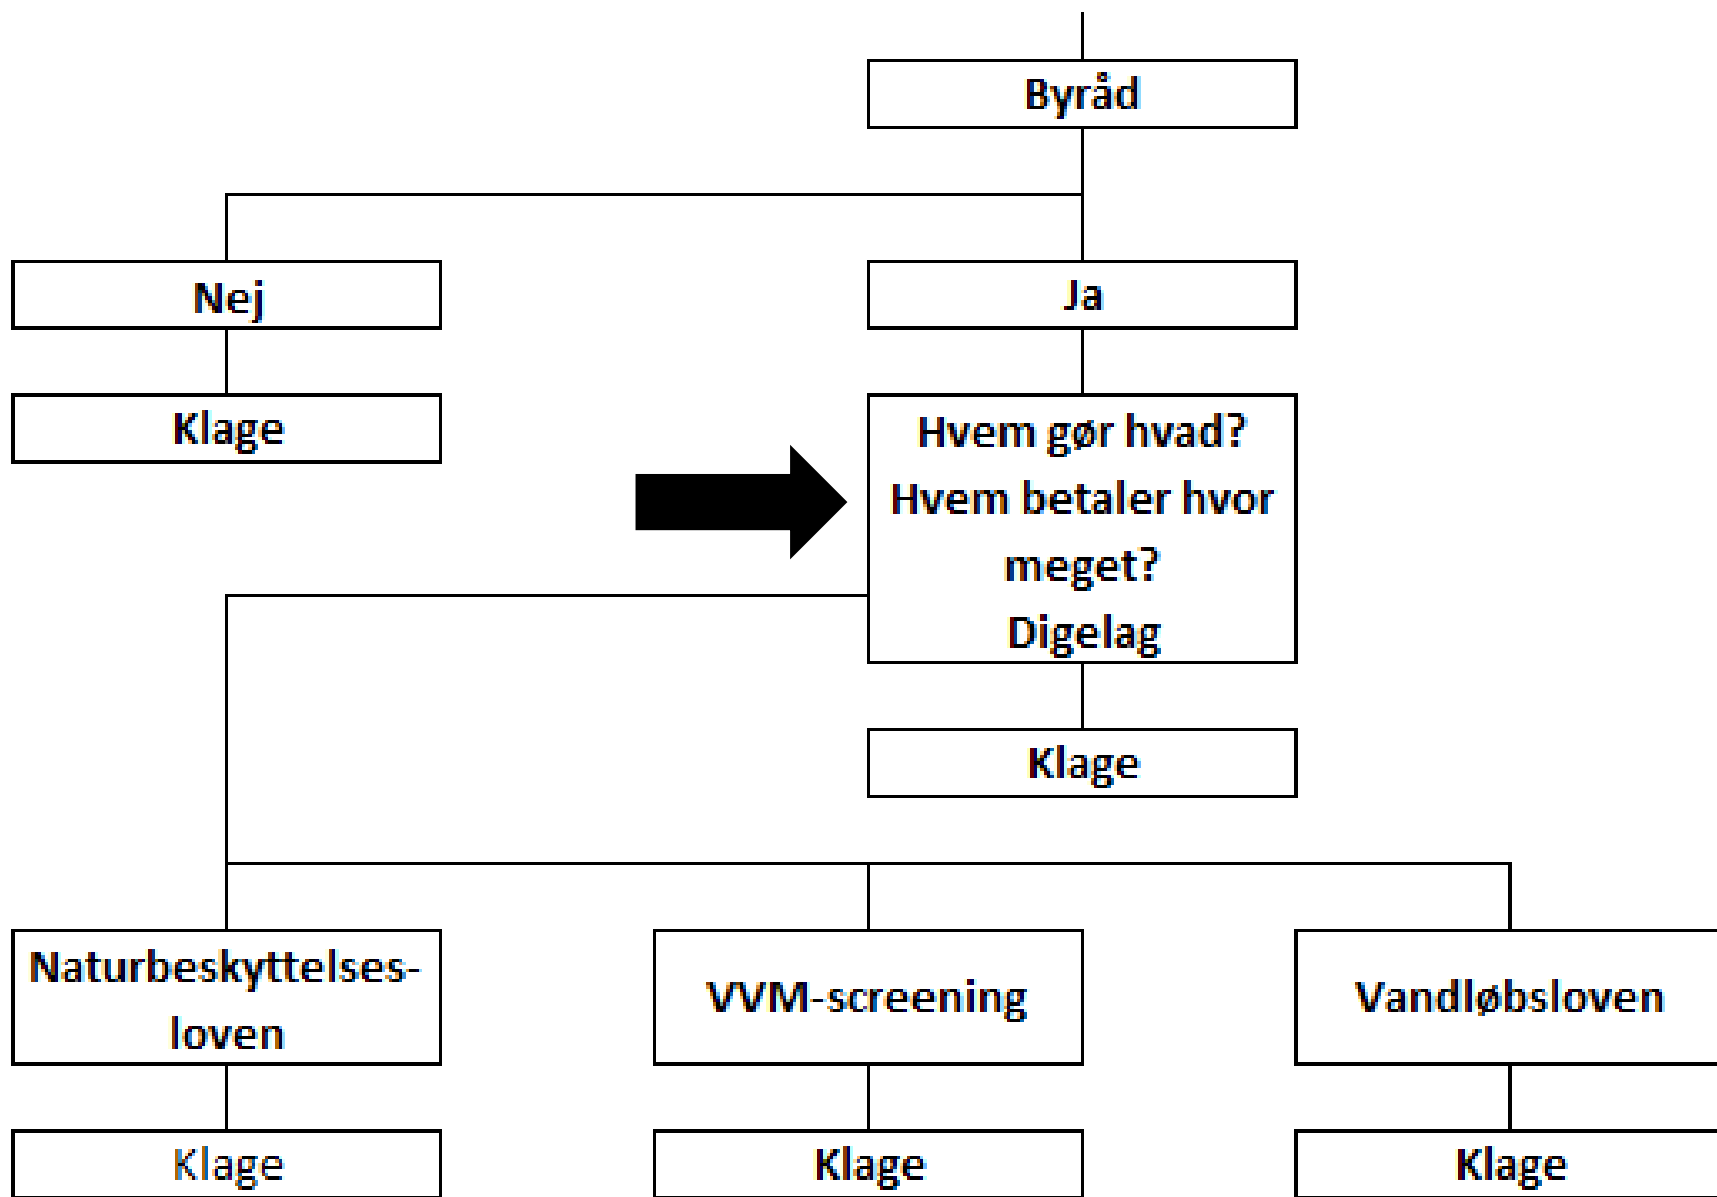 Byråd
Nej
Ja
Klage
Hvem gør hvad?
Hvem betaler hvor
meget?
Digelag
Klage
Naturbeskyttelses-
loven
VVM-screening
Vandløbsloven
Klage
Klage
Klage